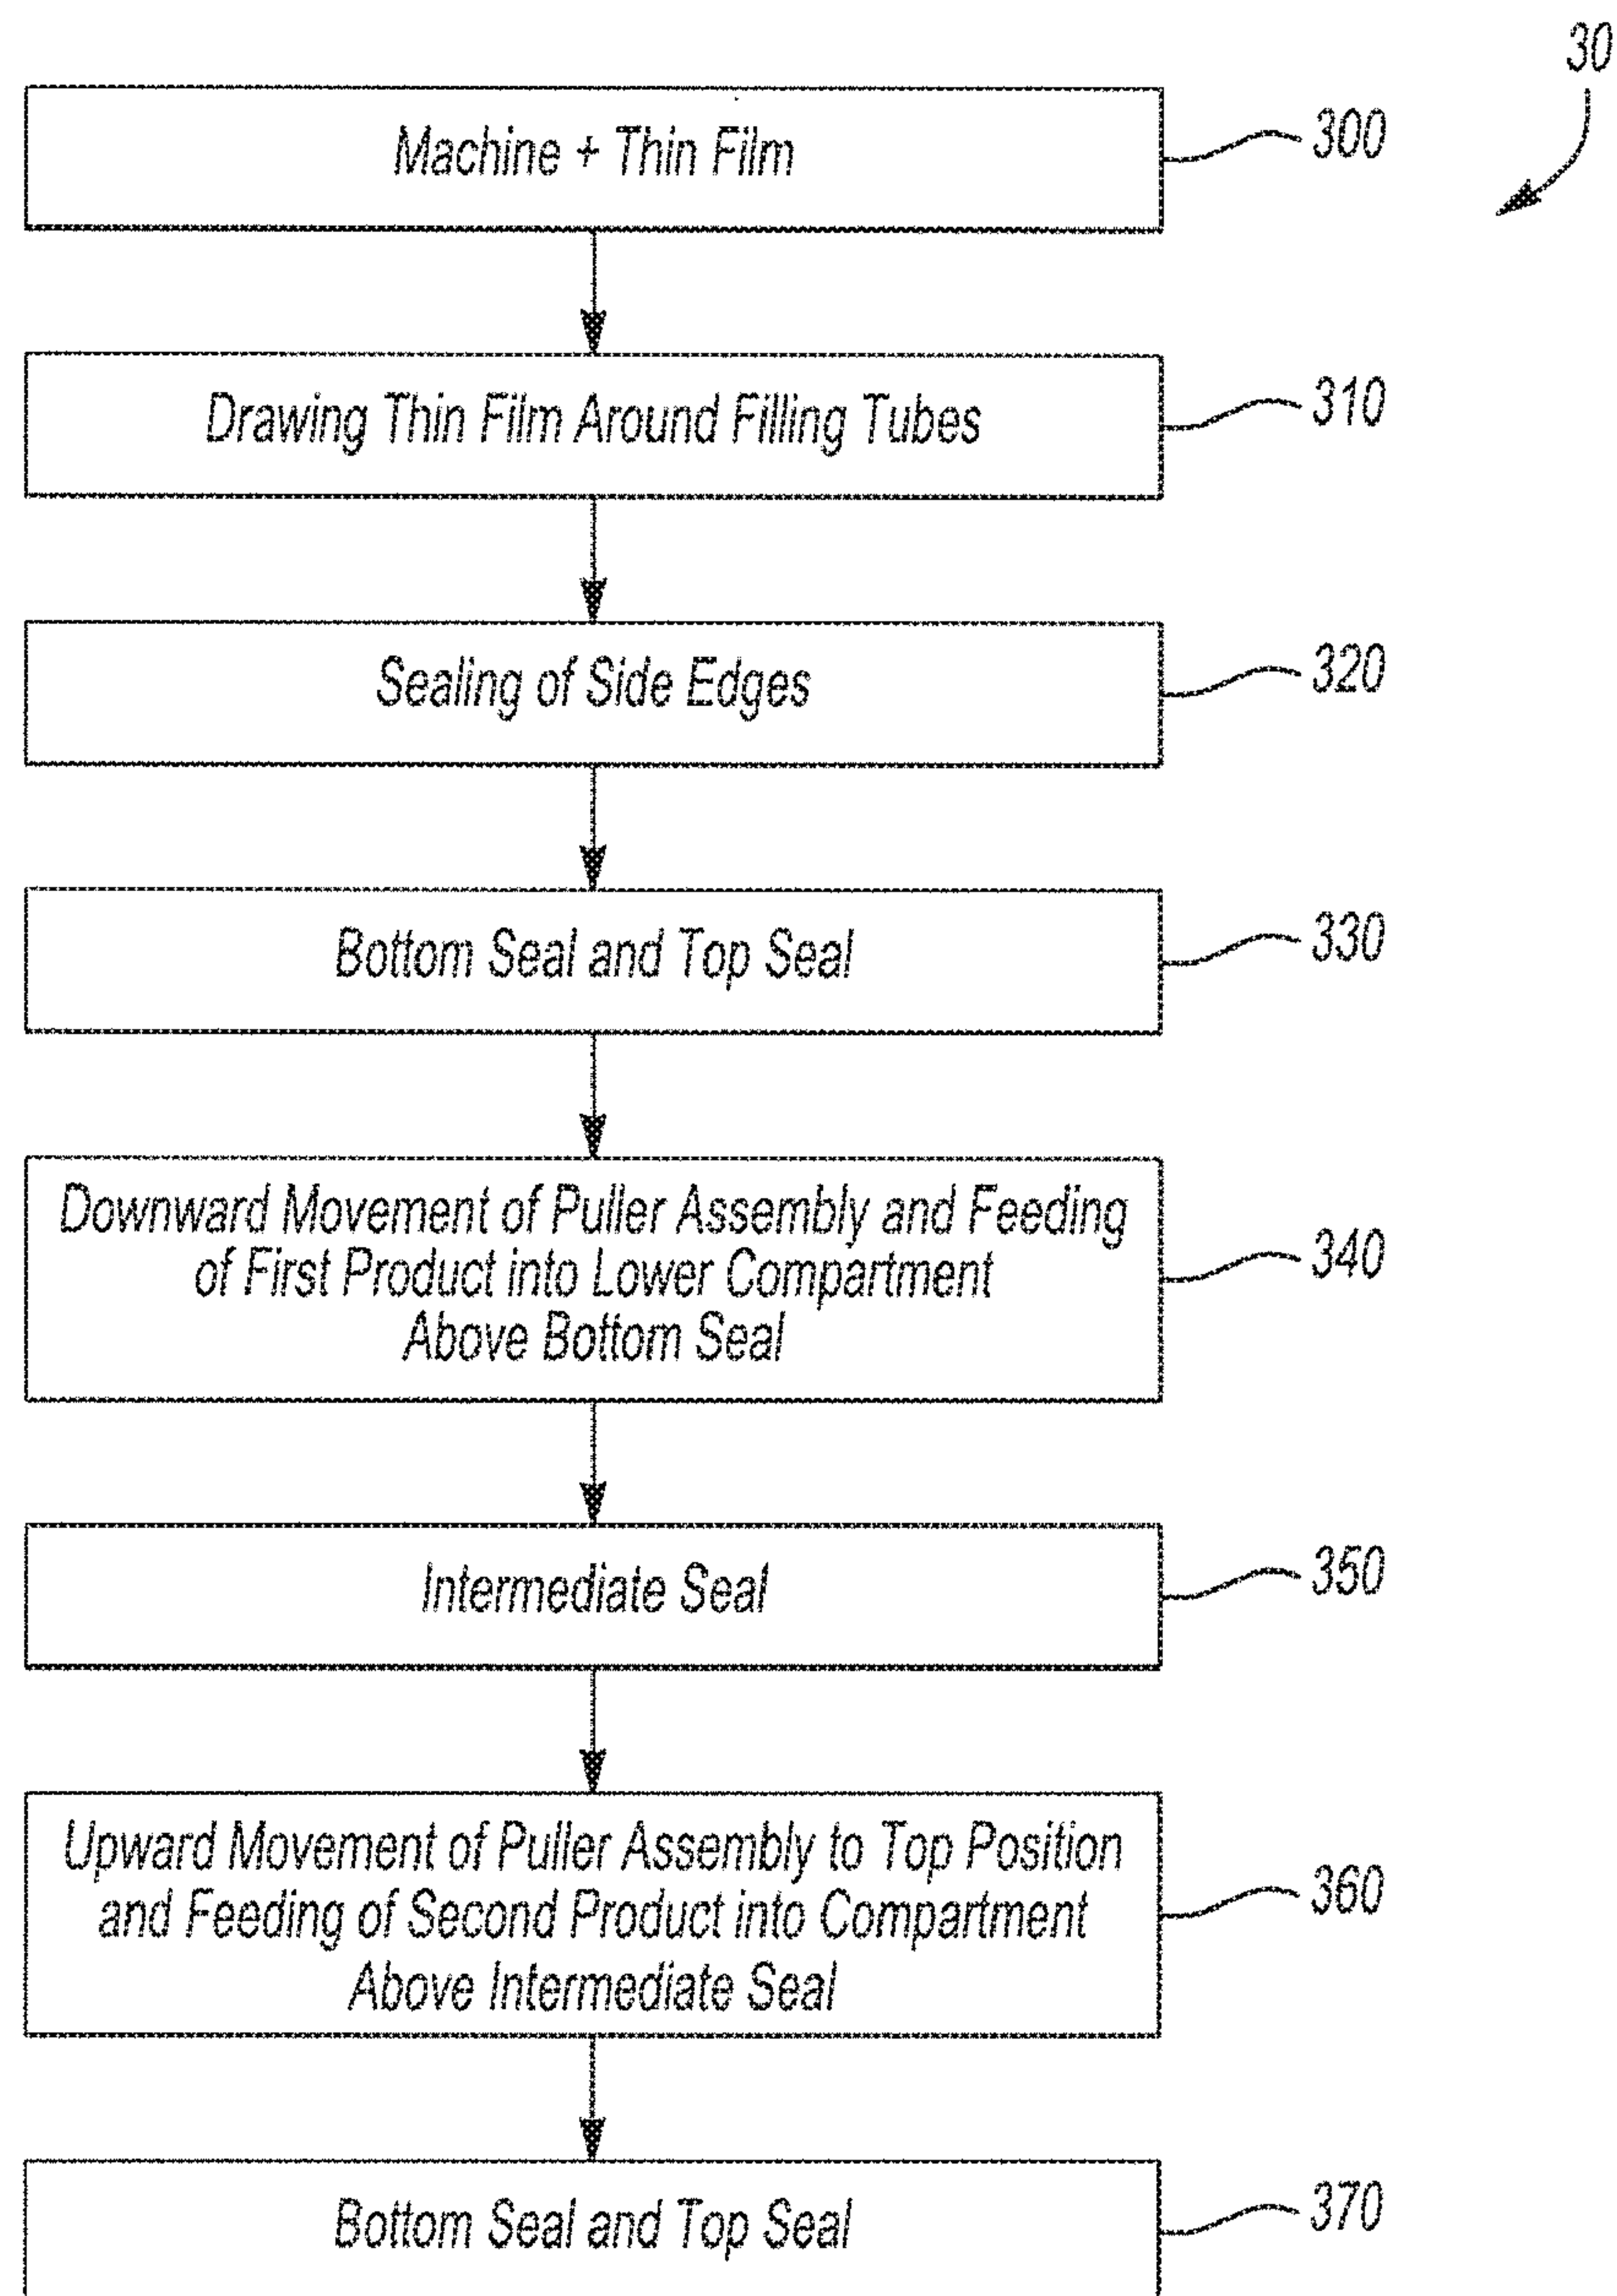 30
Machine + Thin Film
300
Drawing Thin Film Around Filling Tubes
310
Sealing of Side Edges
320
Bottom Seal and Top Seal
330
Downward Movement of Puller Assembly and Feeding
of First Product into Lower Compartment
Above Bottom Seal
340
Intermediate Seal
350
Upward Movement of Puller Assembly to Top Position
and Feeding of Second Product into Compartment
Above Intermediate Seal
360
Bottom Seal and Top Seal
370